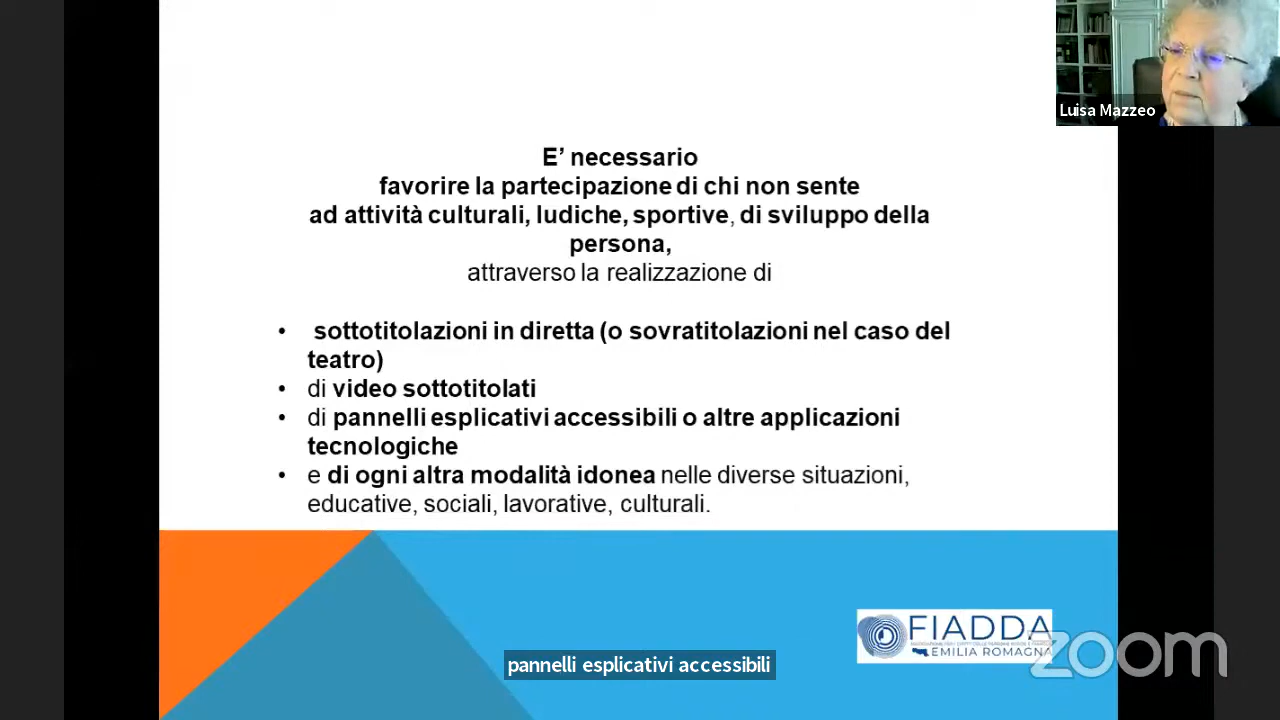 Luisa Mazzeo
E’ necessario
favorire la partecipazione di chi non sente
ad attività culturali, ludiche, sportive, di sviluppo della
persona,
attraverso la realizzazione di
• sottotitolazioni in diretta (o sovratitolazioni nel caso del
teatro)
• di video sottotitolati
• di pannelli esplicativi accessibili o altre applicazioni
tecnologiche
• e di ogni altra modalità idonea nelle diverse situazioni,
educative, sociali, lavorative, culturali.
FIADDA
EMILIA ROMAGNA
zoom
pannelli esplicativi accessibili